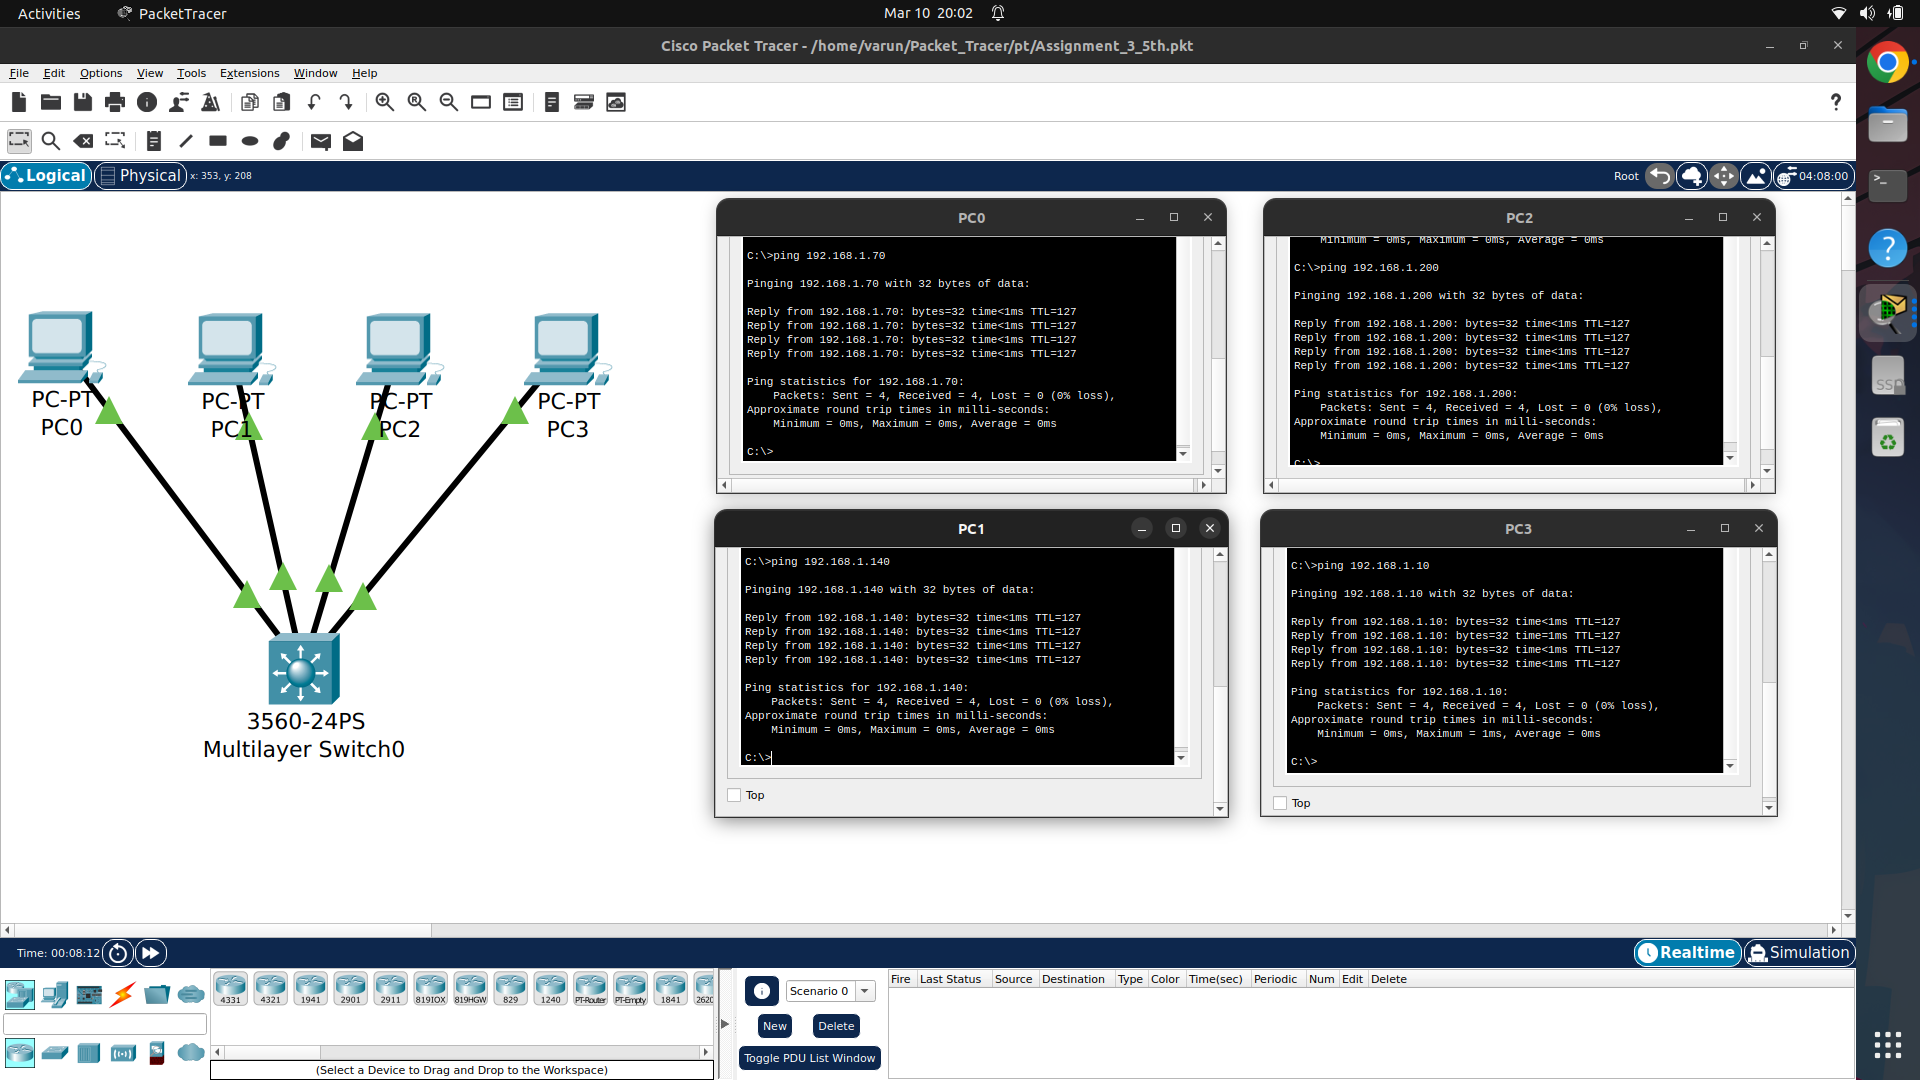 Activities
PacketTracer
Mar 10 20:02
Cisco Packet Tracer - /home/varun/Packet_Tracer/pt/Assignment_3_5th.pkt
File Edit Options View Tools Extensions Window Help
?
Logical
Physical
x: 353, y: 208
Root
04:08:00
PC-PT
PC0
PC-PT
PC1
PC-PT
PC2
PC-PT
PC3
3560-24PS
Multilayer Switch0
PC0
C:\>ping 192.168.1.70
Pinging 192.168.1.70 with 32 bytes of data:
Reply from 192.168.1.70: bytes=32 time<1ms TTL=127
Reply from 192.168.1.70: bytes=32 time<1ms TTL=127
Reply from 192.168.1.70: bytes=32 time<1ms TTL=127
Reply from 192.168.1.70: bytes=32 time<1ms TTL=127
Ping statistics for 192.168.1.70:
Packets: Sent = 4, Received = 4, Lost = 0 (0% loss),
Approximate round trip times in milli-seconds:
Minimum = 0ms, Maximum = 0ms, Average = 0ms
C:\>
PC2
Minimum = 0ms, Maximum = 0ms, Average = 0ms
C:\>ping 192.168.1.200
Pinging 192.168.1.200 with 32 bytes of data:
Reply from 192.168.1.200: bytes=32 time<1ms TTL=127
Reply from 192.168.1.200: bytes=32 time<1ms TTL=127
Reply from 192.168.1.200: bytes=32 time<1ms TTL=127
Reply from 192.168.1.200: bytes=32 time<1ms TTL=127
Ping statistics for 192.168.1.200:
Packets: Sent = 4, Received = 4, Lost = 0 (0% loss),
Approximate round trip times in milli-seconds:
Minimum = 0ms, Maximum = 0ms, Average = 0ms
C:\>
PC1
C:\>ping 192.168.1.140
Pinging 192.168.1.140 with 32 bytes of data:
Reply from 192.168.1.140: bytes=32 time<1ms TTL=127
Reply from 192.168.1.140: bytes=32 time<1ms TTL=127
Reply from 192.168.1.140: bytes=32 time<1ms TTL=127
Reply from 192.168.1.140: bytes=32 time<1ms TTL=127
Ping statistics for 192.168.1.140:
Packets: Sent = 4, Received = 4, Lost = 0 (0% loss),
Approximate round trip times in milli-seconds:
Minimum = 0ms, Maximum = 0ms, Average = 0ms
C:\>
Top
PC3
C:\>ping 192.168.1.10
Pinging 192.168.1.10 with 32 bytes of data:
Reply from 192.168.1.10: bytes=32 time<1ms TTL=127
Reply from 192.168.1.10: bytes=32 time<1ms TTL=127
Reply from 192.168.1.10: bytes=32 time<1ms TTL=127
Reply from 192.168.1.10: bytes=32 time<1ms TTL=127
Ping statistics for 192.168.1.10:
Packets: Sent = 4, Received = 4, Lost = 0 (0% loss),
Approximate round trip times in milli-seconds:
Minimum = 0ms, Maximum = 1ms, Average = 0ms
C:\>
Top
?
SSD
Time: 00:08:12
Realtime
Simulation
4331 4321 1941 2901 2911 819IOX 819HGW 829 1240 PT-Router PT-Empty 1841 2620
(Select a Device to Drag and Drop to the Workspace)
Scenario 0
New
Delete
Toggle PDU List Window
Fire Last Status Source Destination Type Color Time(sec) Periodic Num Edit Delete